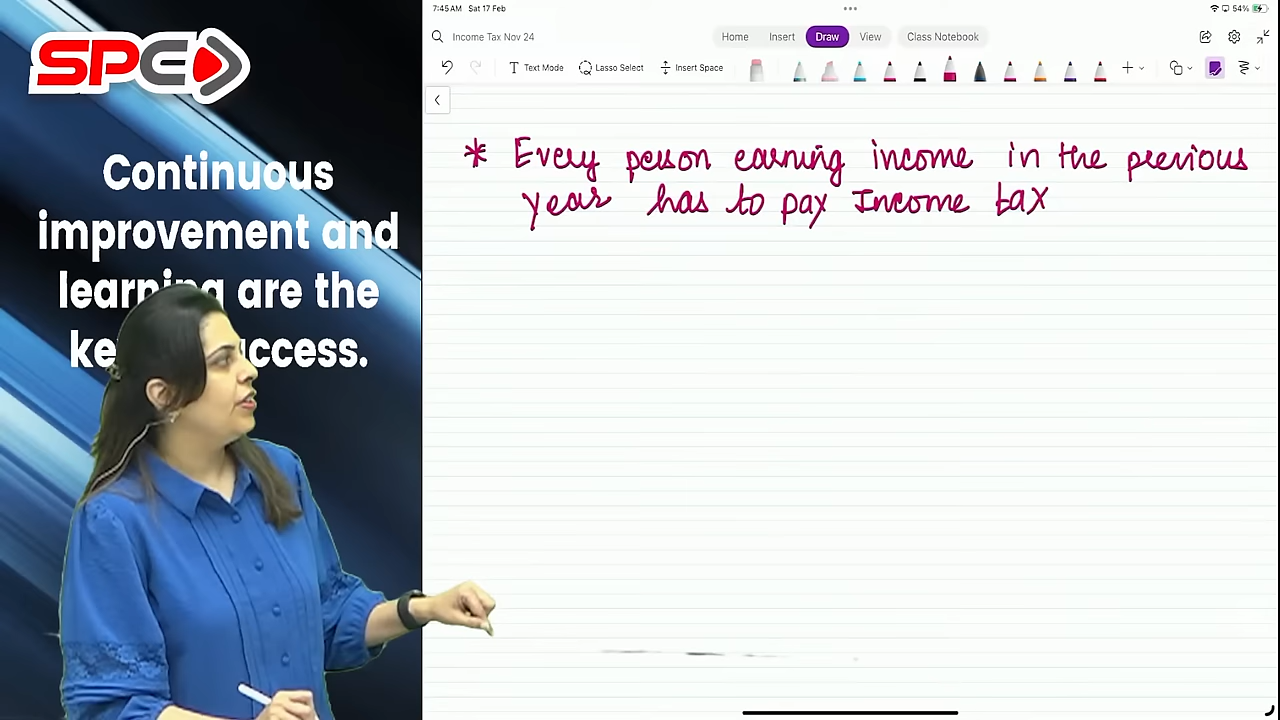 7:45 AM Sat 17 Feb
54%
Income Tax Nov 24
Home Insert Draw View Class Notebook
Text Mode Lasso Select Insert Space
SPC
Continuous
improvement and
learning are the
ke ccess.
* Every person earning income in the previous
year has to pay Income tax